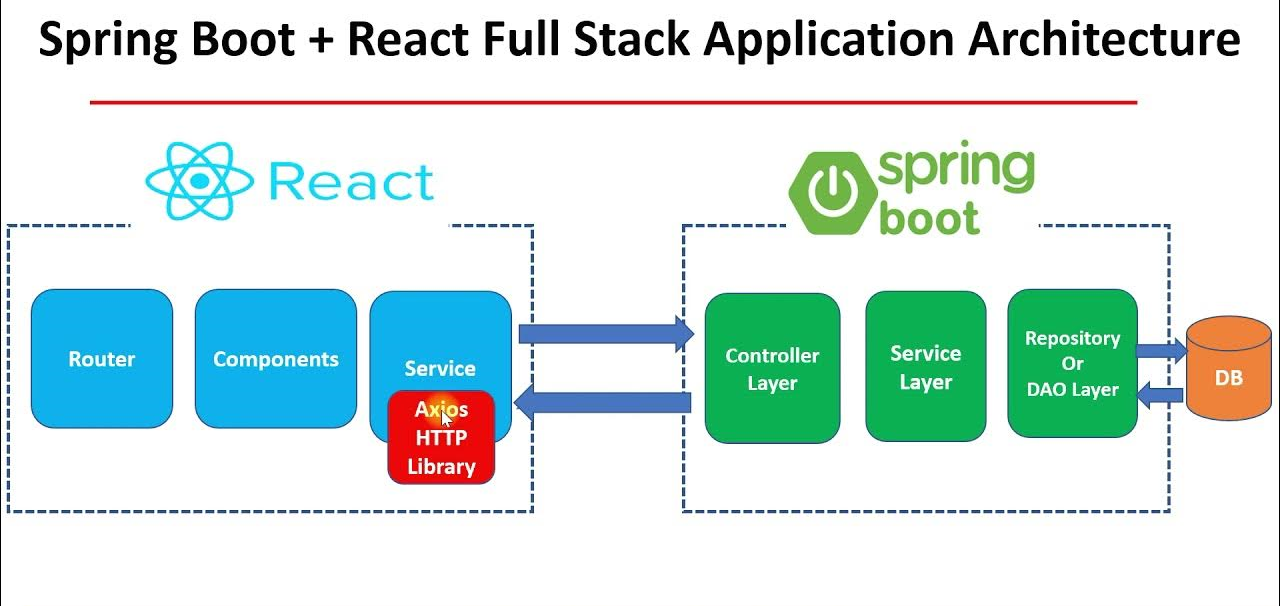 Spring Boot + React Full Stack Application Architecture
React
spring
boot
Router
Components
Service
Axios
HTTP
Library
Controller
Layer
Service
Layer
Repository
Or
DAO Layer
DB